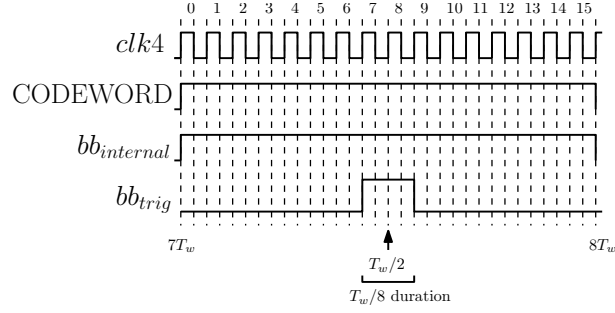 0 1 2 3 4 5 6 7 8 9 10 11 12 13 14 15
clk4
CODEWORD
bb_internal
bb_trig
7T_w 8T_w
T_w/2
T_w/8 duration